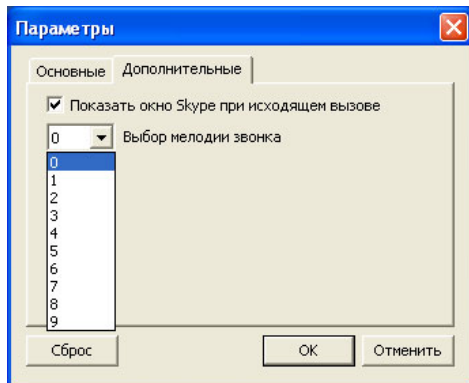 Параметры
Основные Дополнительные
Показать окно Skype при исходящем вызове
0 Выбор мелодии звонка
0
1
2
3
4
5
6
7
8
9
Сброс OK Отменить